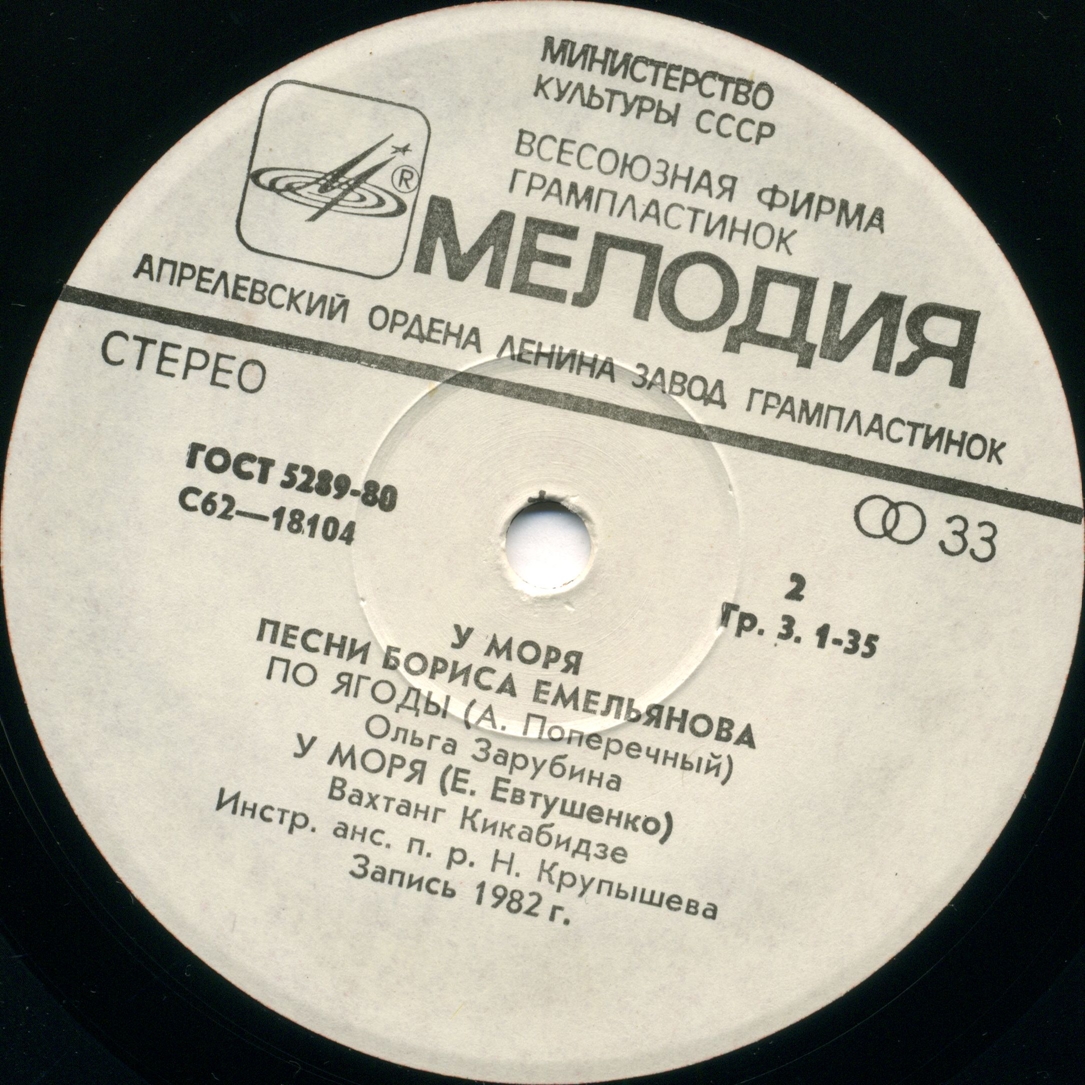 МИНИСТЕРСТВО
КУЛЬТУРЫ СССР
ВСЕСОЮЗНАЯ ФИРМА
ГРАМПЛАСТИНОК
®
МЕЛОДИЯ
АПРЕЛЕВСКИЙ ОРДЕНА ЛЕНИНА ЗАВОД ГРАМПЛАСТИНОК
СТЕРЕО
33
ГОСТ 5289-80
С62—18104
2
Гр. 3. 1-35
У МОРЯ
ПЕСНИ БОРИСА ЕМЕЛЬЯНОВА
ПО ЯГОДЫ (А. Поперечный)
Ольга Зарубина
У МОРЯ (Е. Евтушенко)
Вахтанг Кикабидзе
Инстр. анс. п. р. Н. Крупышева
Запись 1982 г.